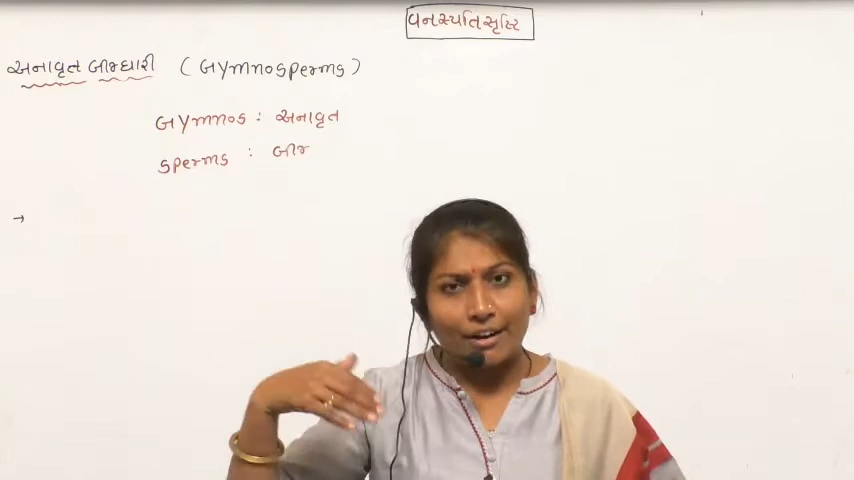 વનસ્પતિસૃષ્ટિ
અનાવૃત બીજધારી (Gymnosperms)
Gymnos : અનાવૃત
sperms : બીજ
→